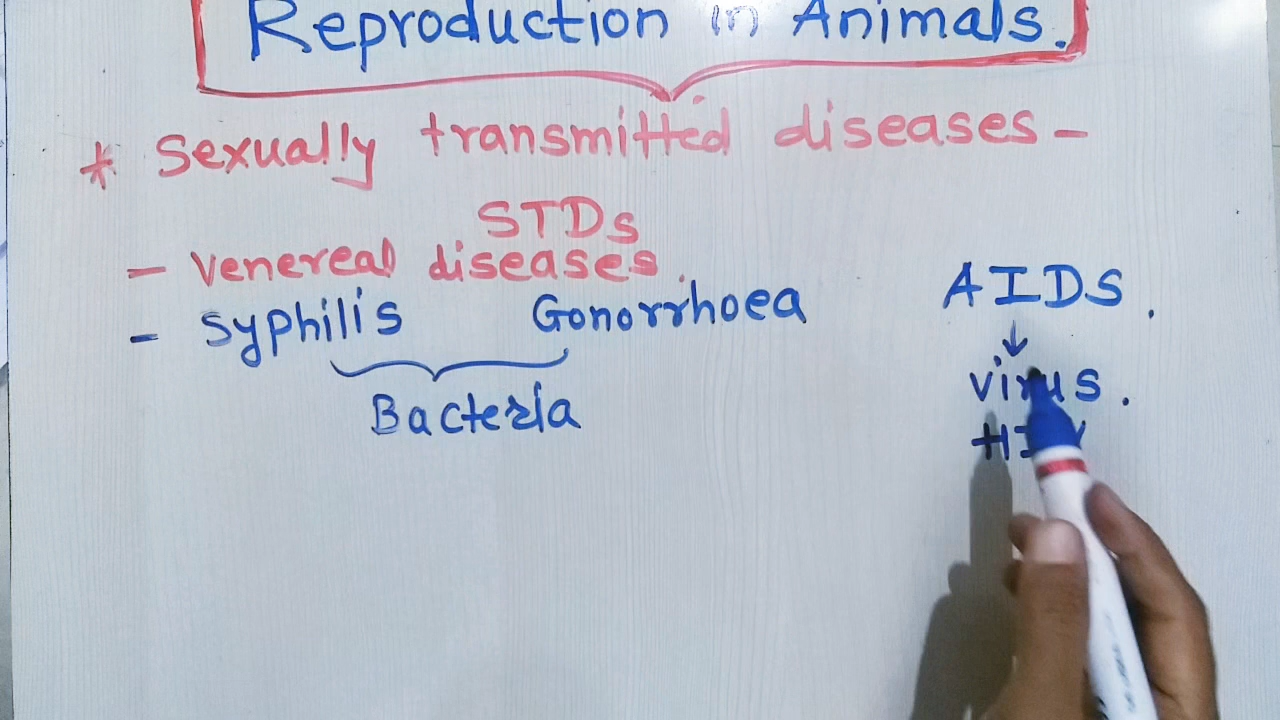 Reproduction in Animals.
* Sexually transmitted diseases -
STDs
- Venereal diseases.
- Syphilis Gonorrhoea
AIDS.
Bacteria
virus.